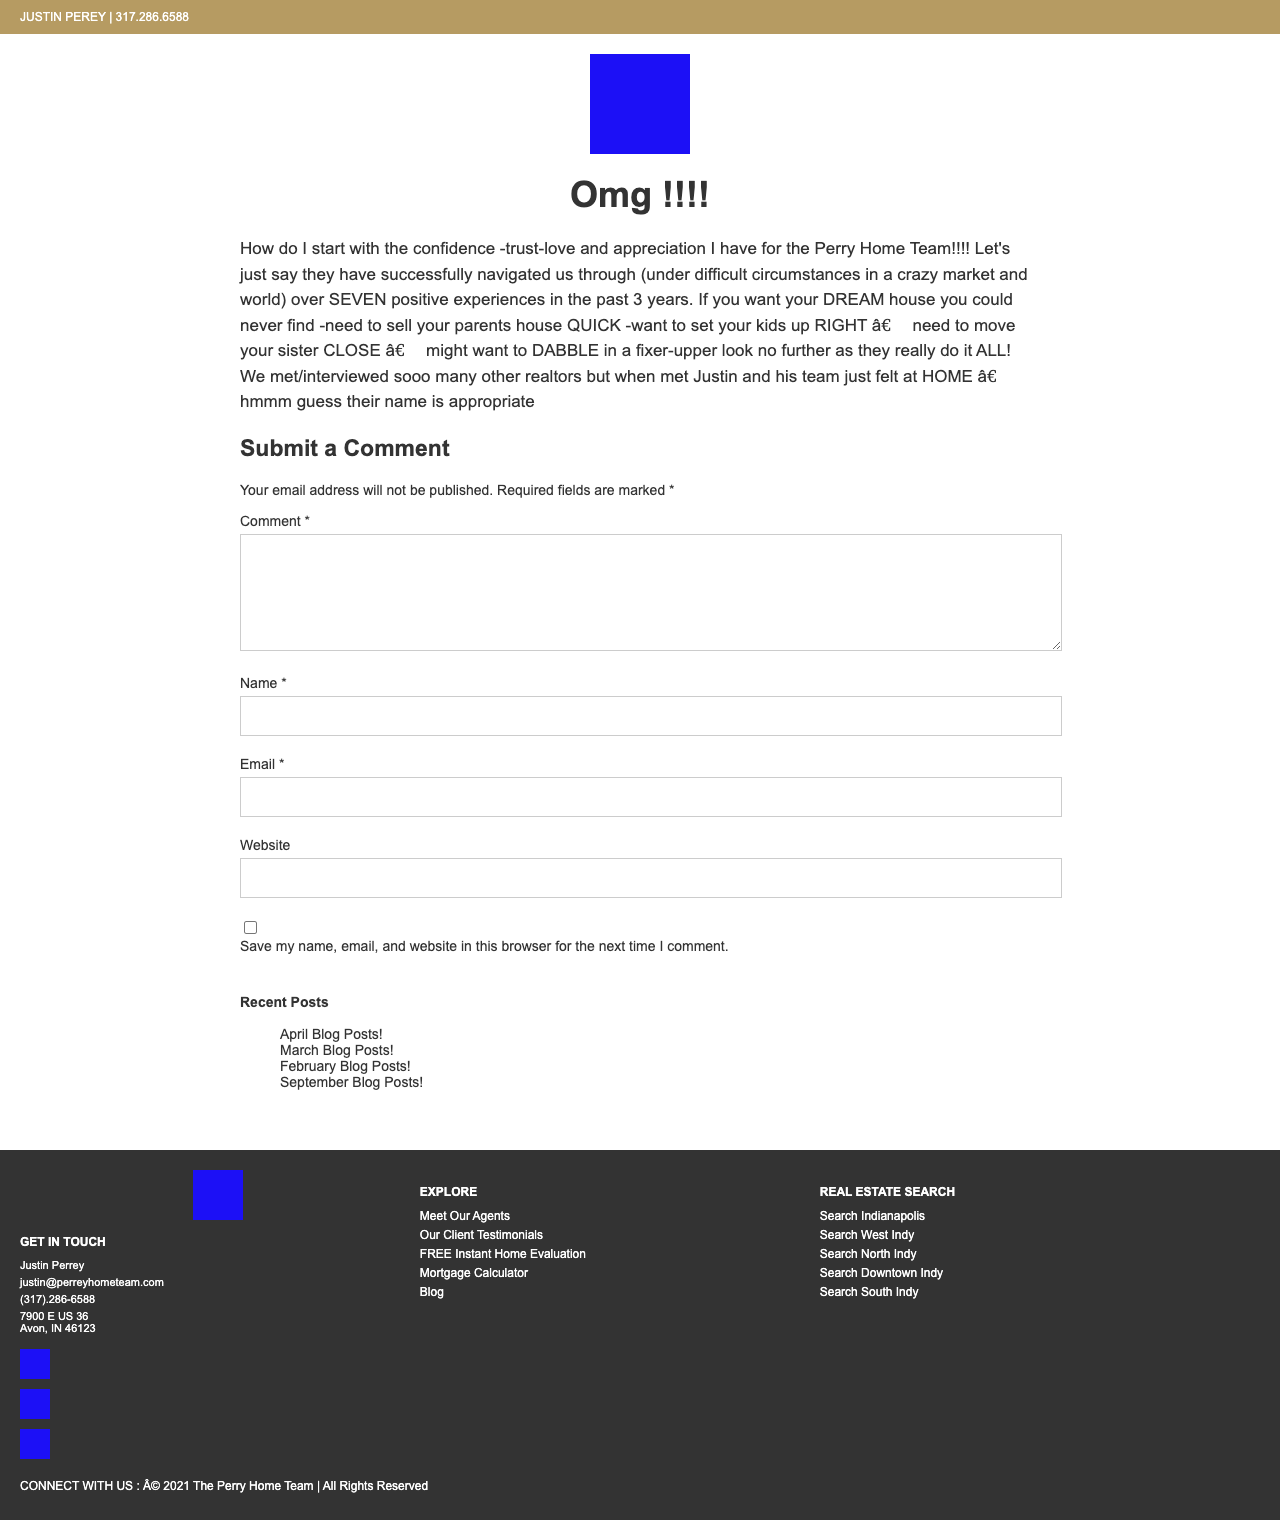 JUSTIN PEREY | 317.286.6588
Omg !!!!
How do I start with the confidence -trust-love and appreciation I have for the Perry Home Team!!!! Let's
just say they have successfully navigated us through (under difficult circumstances in a crazy market and
world) over SEVEN positive experiences in the past 3 years. If you want your DREAM house you could
never find -need to sell your parents house QUICK -want to set your kids up RIGHT â€ need to move
your sister CLOSE â€ might want to DABBLE in a fixer-upper look no further as they really do it ALL!
We met/interviewed sooo many other realtors but when met Justin and his team just felt at HOME â€
hmmm guess their name is appropriate
Submit a Comment
Your email address will not be published. Required fields are marked *
Comment *
Name *
Email *
Website
Save my name, email, and website in this browser for the next time I comment.
Recent Posts
April Blog Posts!
March Blog Posts!
February Blog Posts!
September Blog Posts!
GET IN TOUCH
Justin Perrey
justin@perreyhometeam.com
(317).286-6588
7900 E US 36
Avon, IN 46123
EXPLORE
Meet Our Agents
Our Client Testimonials
FREE Instant Home Evaluation
Mortgage Calculator
Blog
REAL ESTATE SEARCH
Search Indianapolis
Search West Indy
Search North Indy
Search Downtown Indy
Search South Indy
CONNECT WITH US : Â© 2021 The Perry Home Team | All Rights Reserved